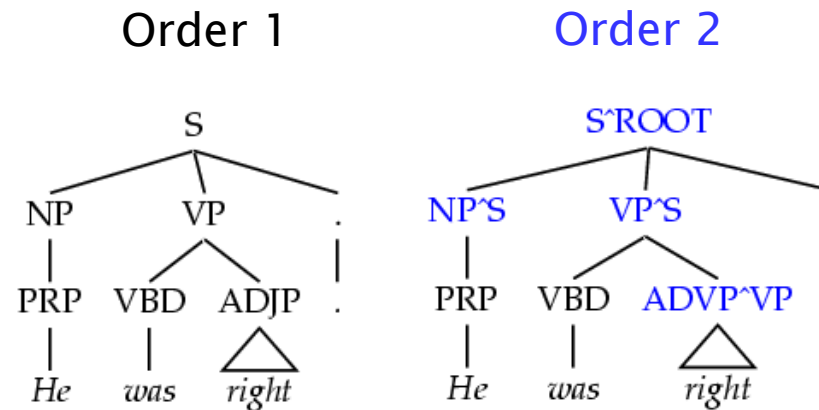 Order 1 Order 2
S S^ROOT
NP VP . NP^S VP^S
PRP VBD ADJP . PRP VBD ADVP^VP
He was right He was right